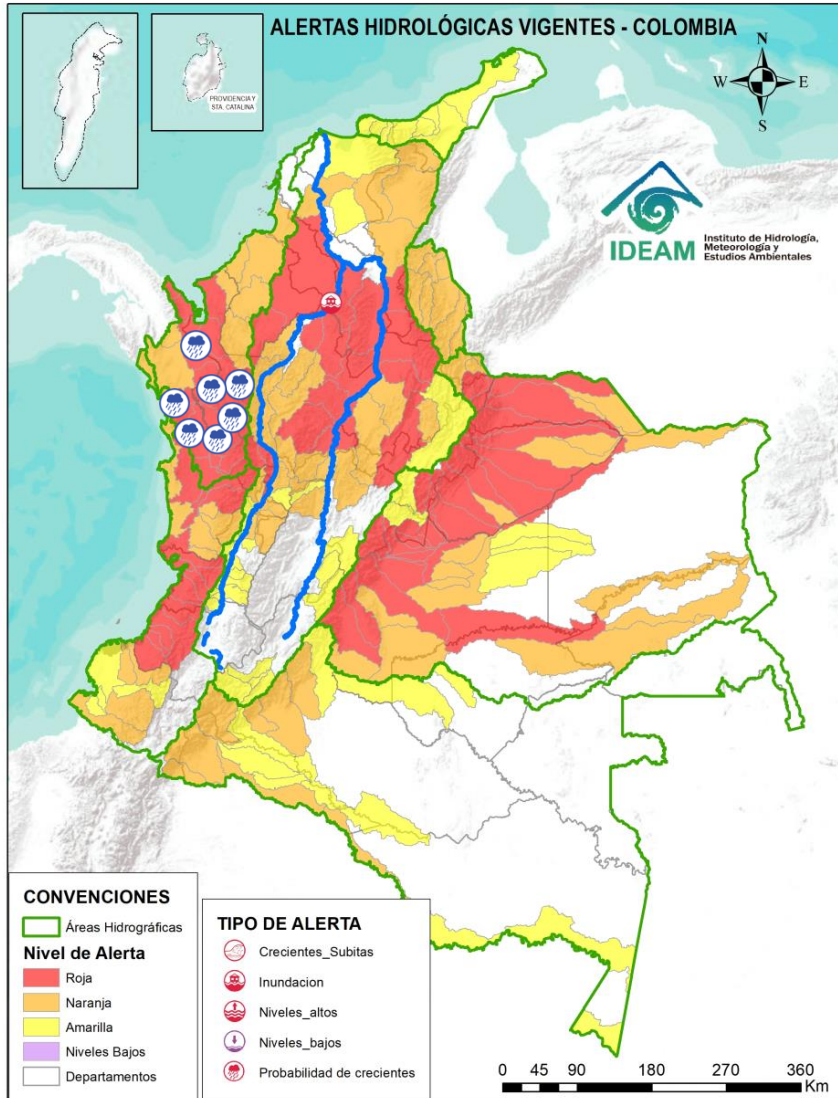 ALERTAS HIDROLÓGICAS VIGENTES - COLOMBIA
PROVIDENCIA Y
STA. CATALINA
N
W
E
S
IDEAM
Instituto de Hidrología,
Meteorología y
Estudios Ambientales
CONVENCIONES
Áreas Hidrográficas
Nivel de Alerta
Roja
Naranja
Amarilla
Niveles Bajos
Departamentos
TIPO DE ALERTA
Crecientes_Subitas
Inundacion
Niveles_altos
Niveles_bajos
Probabilidad de crecientes
0 45 90 180 270 360
Km